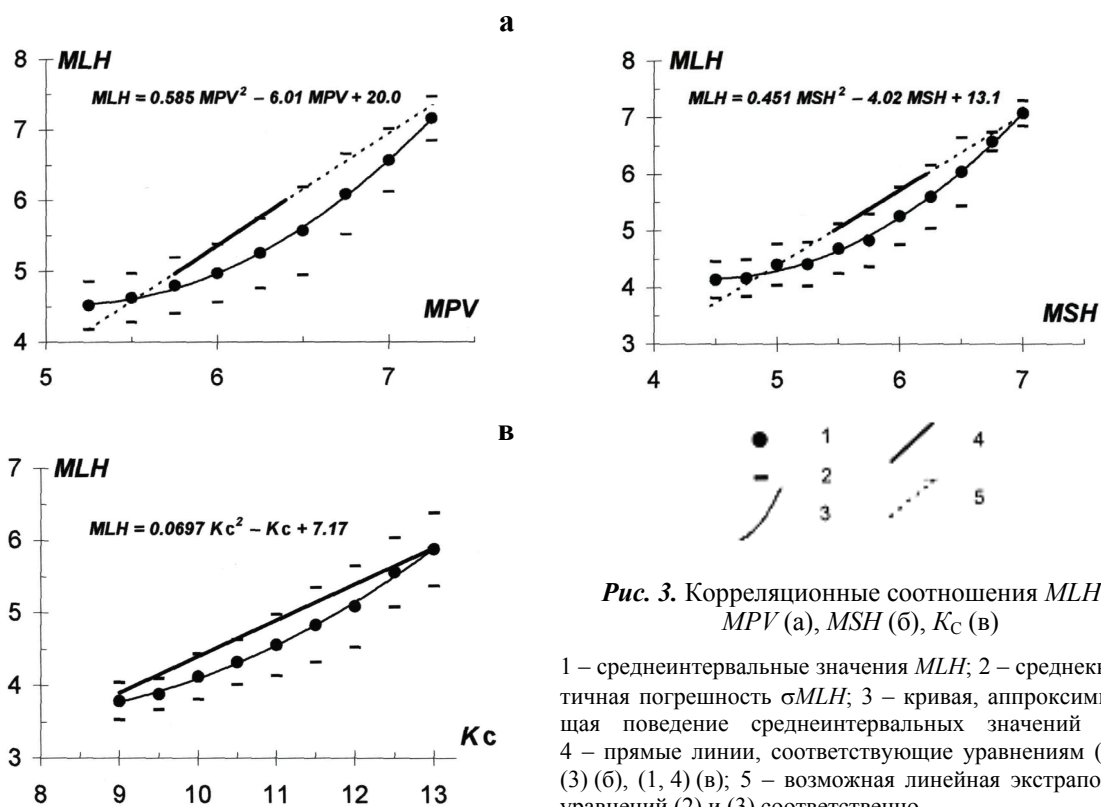 а
8
MLH
MLH = 0.585 MPV² – 6.01 MPV + 20.0
7
6
5
MPV
4
5 6 7
8
MLH
MLH = 0.451 MSH² – 4.02 MSH + 13.1
7
6
5
4
MSH
3
4 5 6 7
в
7
MLH
MLH = 0.0697 Kc² – Kc + 7.17
6
5
4
Kc
3
8 9 10 11 12 13
1 4
2 5
3
Рис. 3. Корреляционные соотношения MLH
MPV (а), MSH (б), KC (в)
1 – среднеинтервальные значения MLH; 2 –
тичная погрешность σMLH; 3 – кривая,
щая поведение среднеинтервальных значений
4 – прямые линии, соответствующие уравнениям
(3) (б), (1, 4) (в); 5 – возможная линейная
уравнений (2) и (3) соответственно